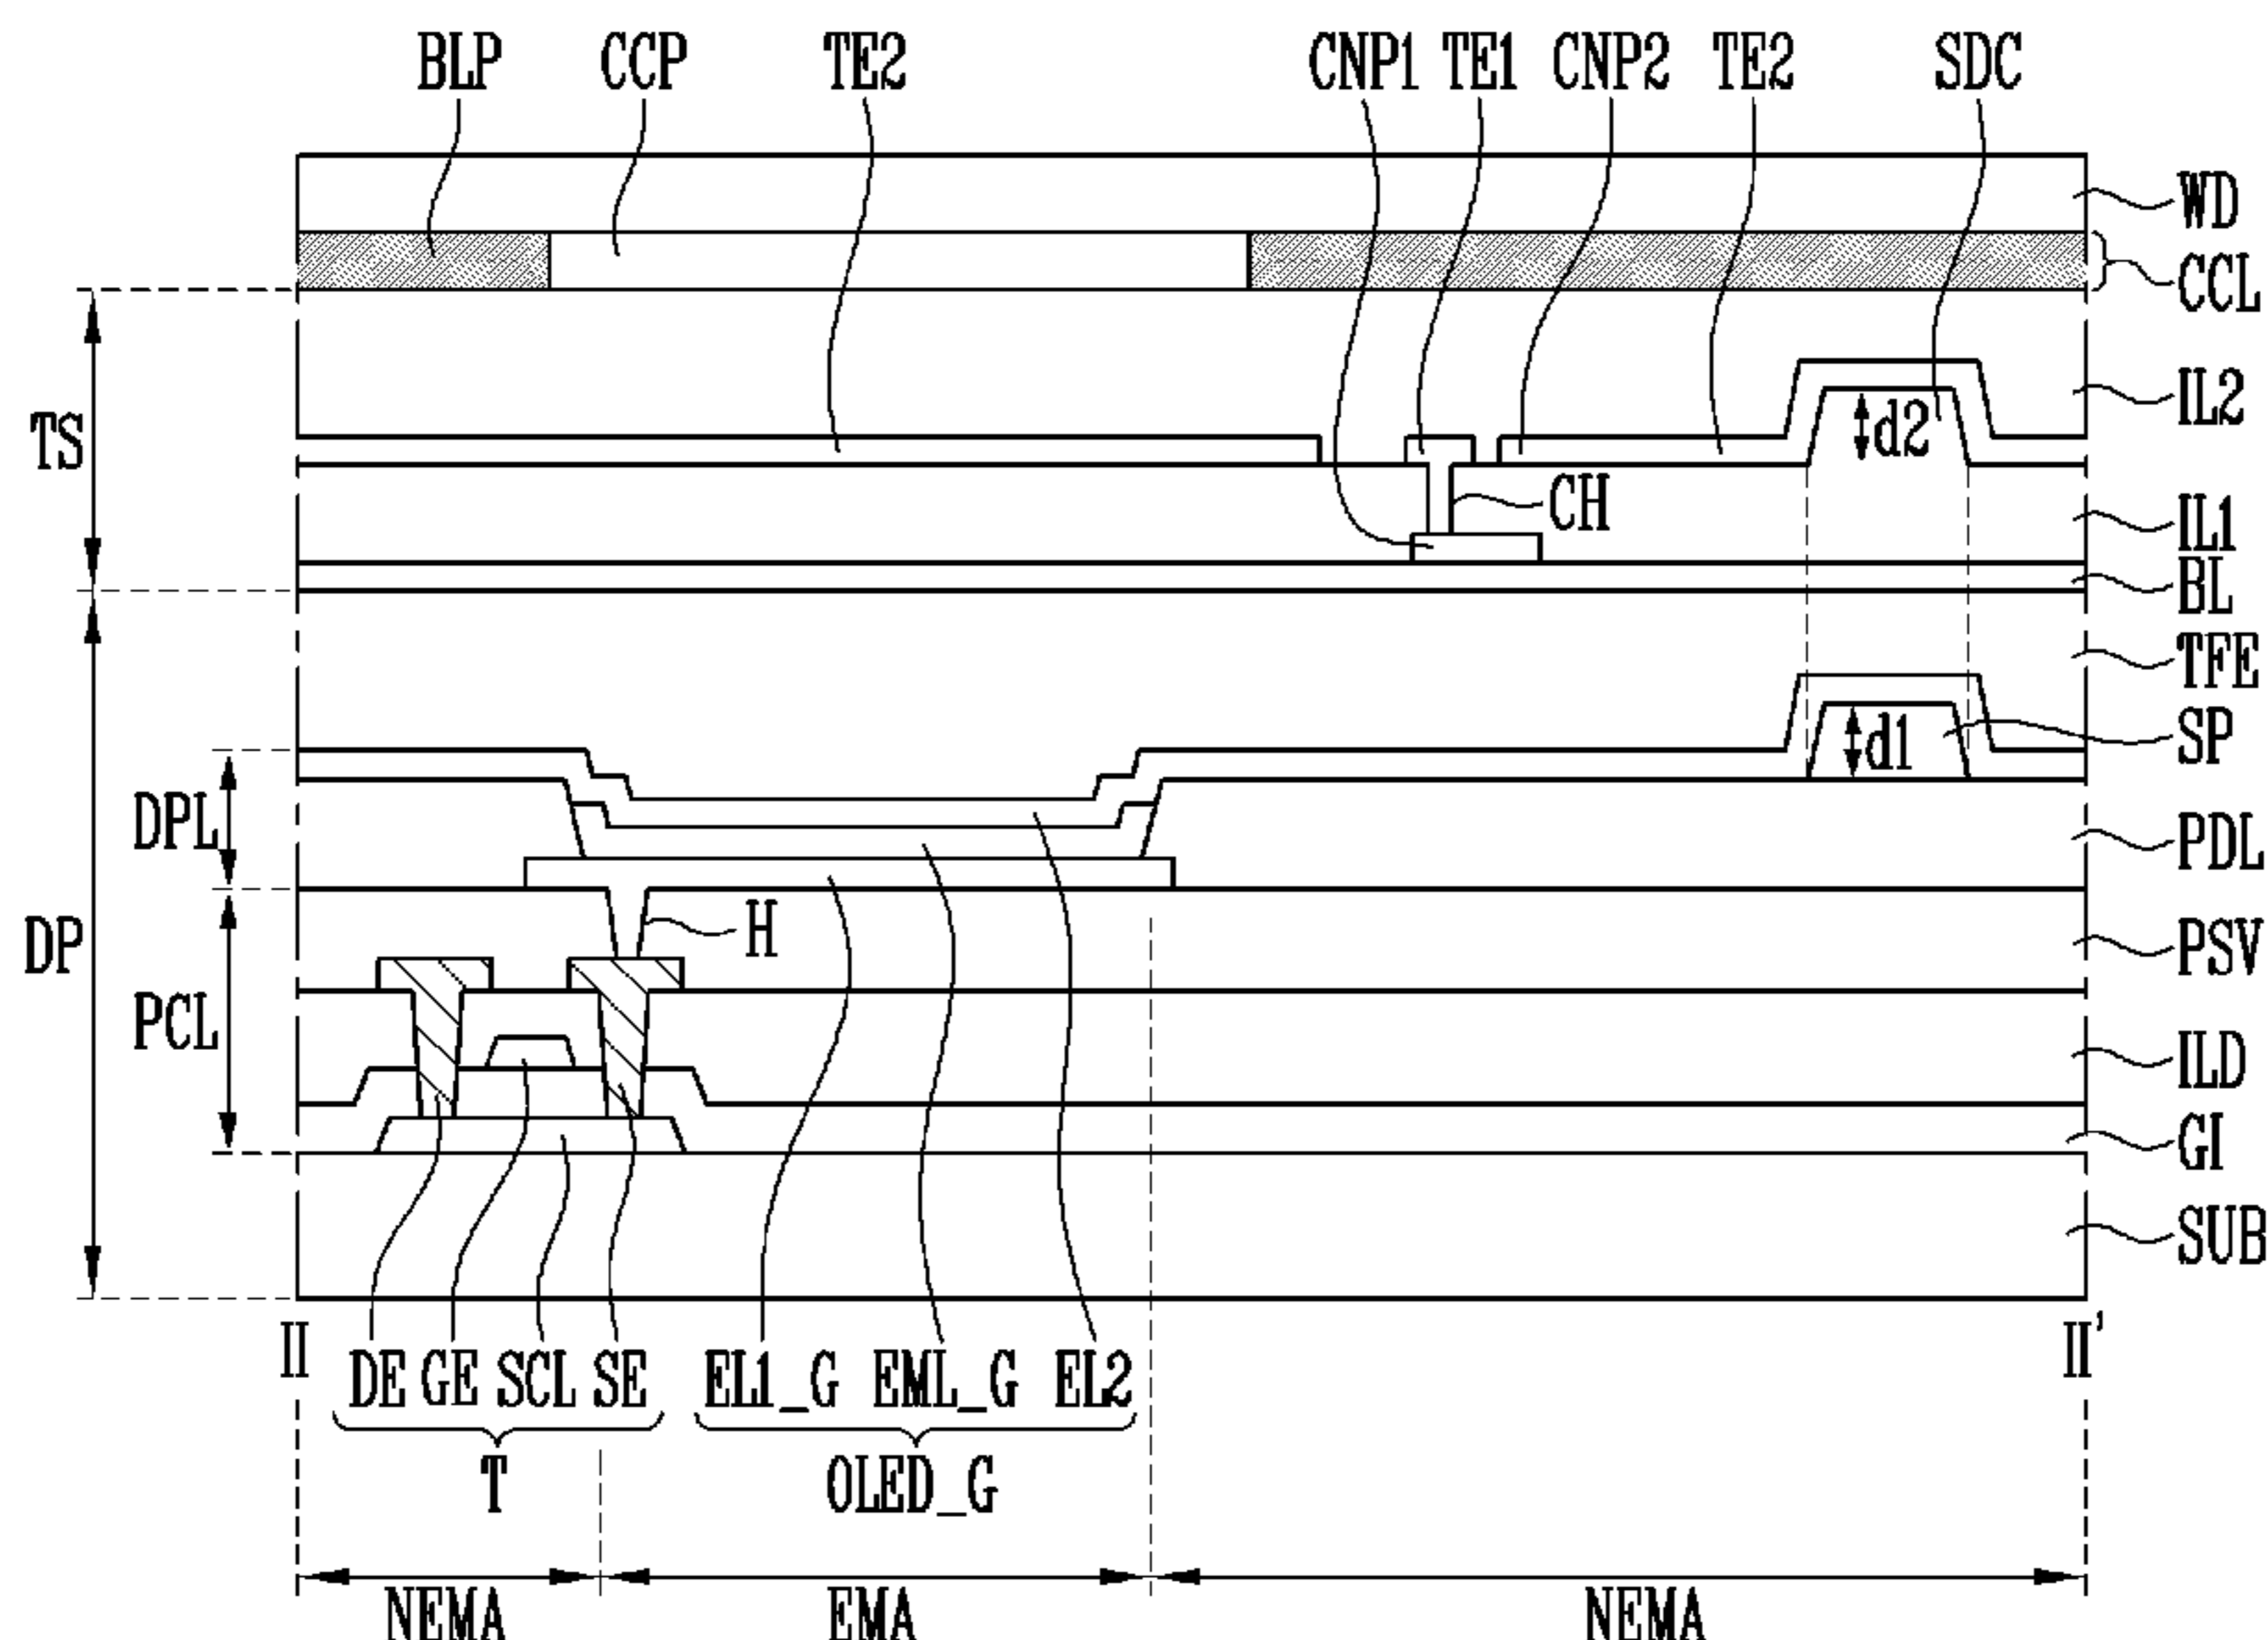 BLP CCP TE2 CNP1 TE1 CNP2 TE2 SDC
WD
CCL
TS
IL2
d2
CH
IL1
BL
TFE
SP
d1
DPL
PDL
DP
H
PSV
PCL
ILD
GI
SUB
II II'
DE GE SCL SE EL1_G EML_G EL2
T OLED_G
NEMA EMA NEMA